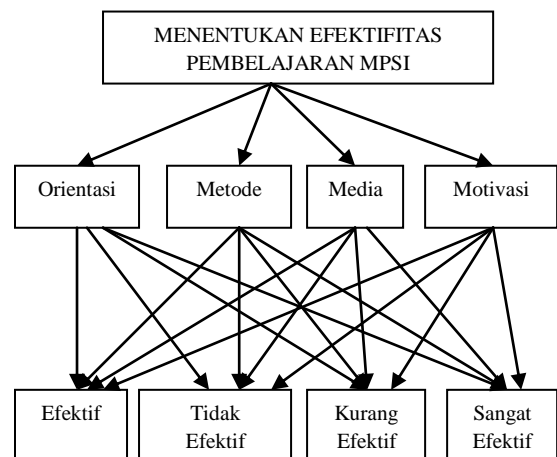 MENENTUKAN EFEKTIFITAS
PEMBELAJARAN MPSI
Orientasi
Metode
Media
Motivasi
Efektif
Tidak
Efektif
Kurang
Efektif
Sangat
Efektif